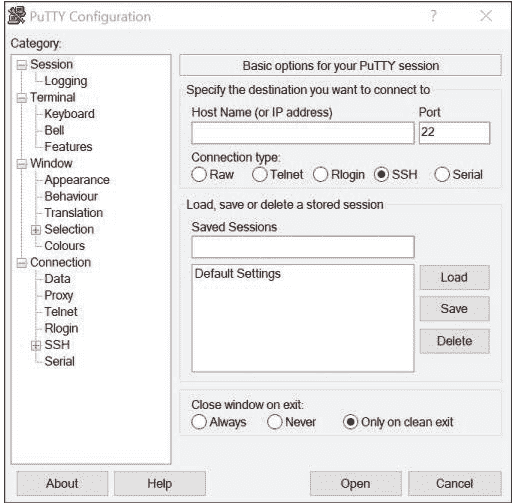 PuTTY Configuration
?
Category:
Session
Logging
Terminal
Keyboard
Bell
Features
Window
Appearance
Behaviour
Translation
Selection
Colours
Connection
Data
Proxy
Telnet
Rlogin
SSH
Serial
Basic options for your PuTTY session
Specify the destination you want to connect to
Host Name (or IP address) Port
22
Connection type:
Raw Telnet Rlogin SSH Serial
Load, save or delete a stored session
Saved Sessions
Default Settings
Load
Save
Delete
Close window on exit:
Always Never Only on clean exit
About Help Open Cancel